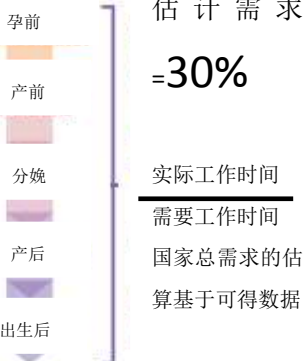 孕前
产前
分娩
产后
出生后
估计需求
=30%
实际工作时间
需要工作时间
国家总需求的估
算基于可得数据